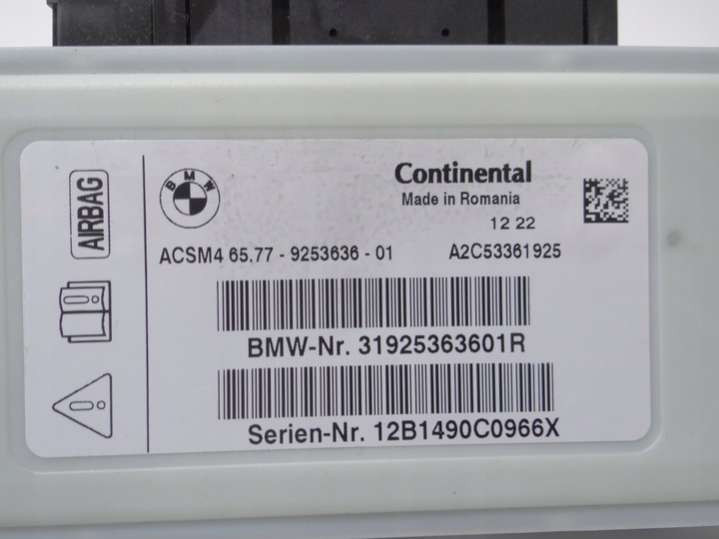 AIRBAG
BMW
Continental
Made in Romania
12 22
ACSM4 65.77 - 9253636 - 01 A2C53361925
BMW-Nr. 31925363601R
Serien-Nr. 12B1490C0966X